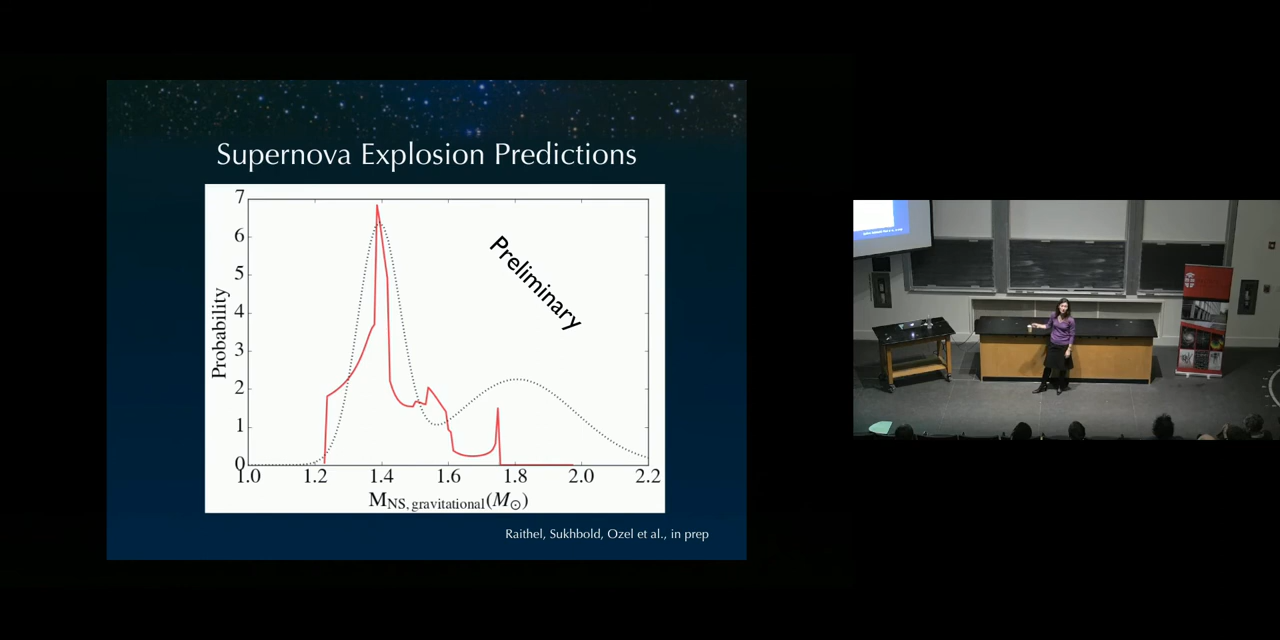 Supernova Explosion Predictions
7
6
5
4
3
2
1
0
Probability
Preliminary
1.0 1.2 1.4 1.6 1.8 2.0 2.2
M_NS, gravitational (M_⊙)
Raithel, Sukhbold, Ozel et al., in prep